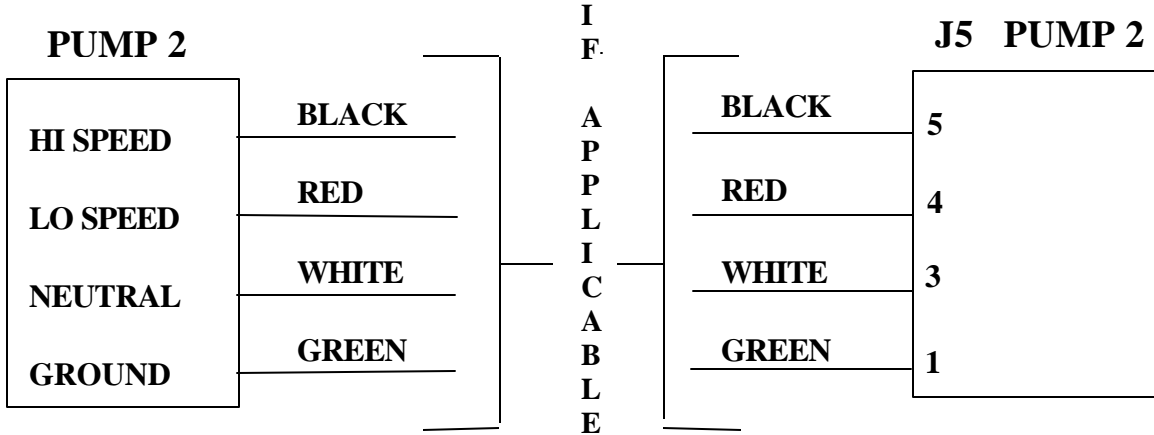 PUMP 2
HI SPEED
LO SPEED
NEUTRAL
GROUND
BLACK
RED
WHITE
GREEN
IF. APPLICABLE
J5 PUMP 2
BLACK
RED
WHITE
GREEN
5
4
3
1